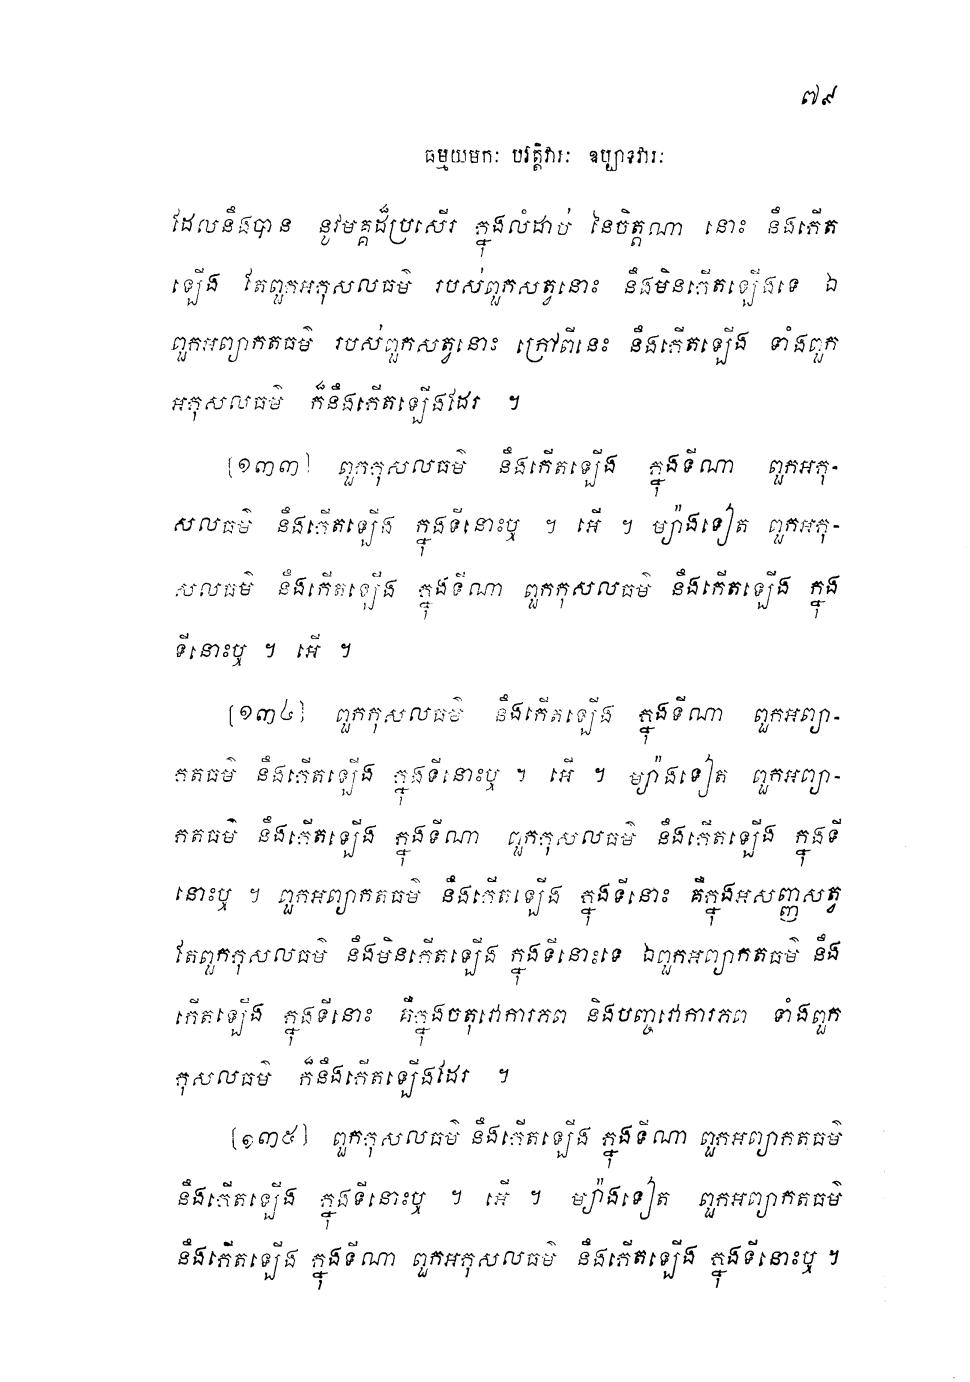 ៧៩
ធម្មយមកៈ បវត្តិវារៈ ឧប្បាទវារៈ
ដែលនឹងបាន នូវមគ្គដ៏ប្រសើរ ក្នុងលំដាប់ នៃចិត្តណា នោះ នឹងកើត
ឡើង តែពួកអកុសលធម៌ របស់ពួកសត្វនោះ នឹងមិនកើតឡើងទេ ឯ
ពួកអព្យាកតធម៌ របស់ពួកសត្វនោះ ក្រៅពីនេះ នឹងកើតឡើង ទាំងពួក
អកុសលធម៌ ក៏នឹងកើតឡើងដែរ ។
[១៣៣] ពួកកុសលធម៌ នឹងកើតឡើង ក្នុងទីណា ពួកអកុ-
សលធម៌ នឹងកើតឡើង ក្នុងទីនោះឬ ។ អើ ។ ម្យ៉ាងទៀត ពួកអកុ-
សលធម៌ នឹងកើតឡើង ក្នុងទីណា ពួកកុសលធម៌ នឹងកើតឡើង ក្នុង
ទីនោះឬ ។ អើ ។
[១៣៤] ពួកកុសលធម៌ នឹងកើតឡើង ក្នុងទីណា ពួកអព្យា-
កតធម៌ នឹងកើតឡើង ក្នុងទីនោះឬ ។ អើ ។ ម្យ៉ាងទៀត ពួកអព្យា-
កតធម៌ នឹងកើតឡើង ក្នុងទីណា ពួកកុសលធម៌ នឹងកើតឡើង ក្នុងទី
នោះឬ ។ ពួកអព្យាកតធម៌ នឹងកើតឡើង ក្នុងទីនោះ គឺក្នុងអសញ្ញសត្វ
តែពួកកុសលធម៌ នឹងមិនកើតឡើង ក្នុងទីនោះទេ ឯពួកអព្យាកតធម៌ នឹង
កើតឡើង ក្នុងទីនោះ គឺក្នុងចតុវោការភព និងបញ្ចវោការភព ទាំងពួក
កុសលធម៌ ក៏នឹងកើតឡើងដែរ ។
[១៣៥] ពួកកុសលធម៌ នឹងកើតឡើង ក្នុងទីណា ពួកអព្យាកតធម៌
នឹងកើតឡើង ក្នុងទីនោះឬ ។ អើ ។ ម្យ៉ាងទៀត ពួកអព្យាកតធម៌
នឹងកើតឡើង ក្នុងទីណា ពួកអកុសលធម៌ នឹងកើតឡើង ក្នុងទីនោះឬ ។